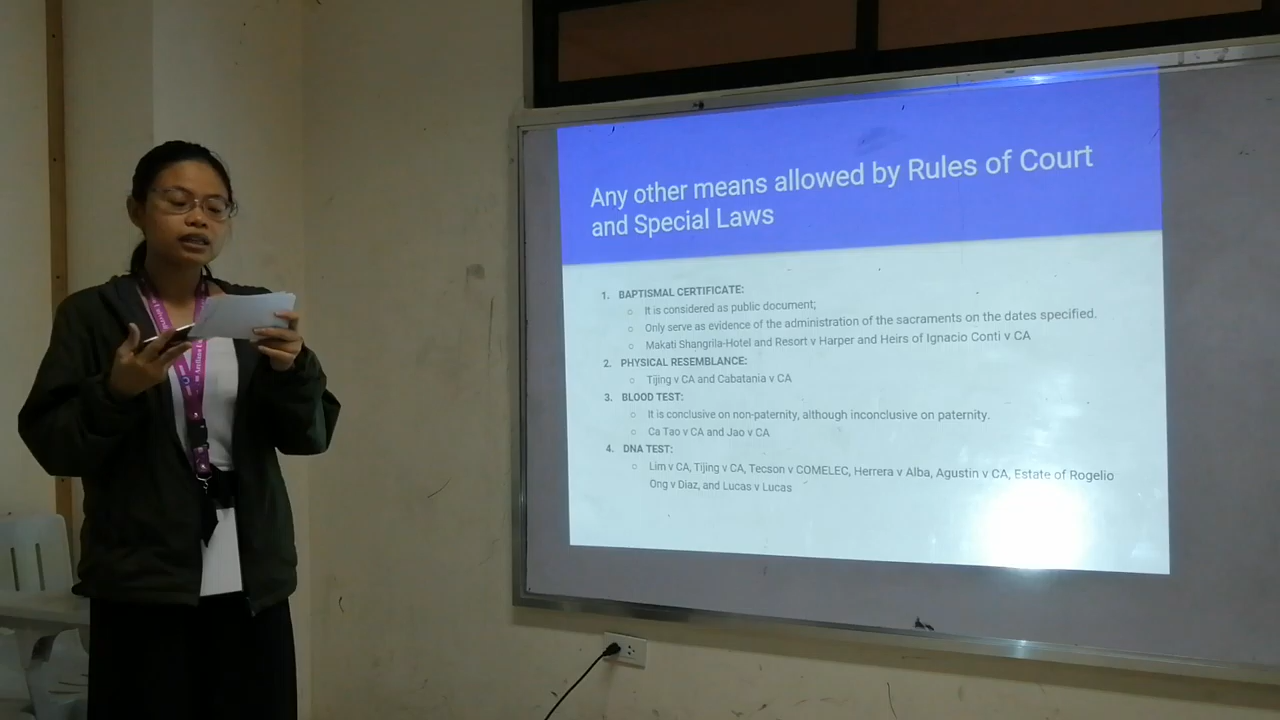 Any other means allowed by Rules of Court
and Special Laws
1. BAPTISMAL CERTIFICATE:
○ It is considered as public document;
○ Only serve as evidence of the administration of the sacraments on the dates specified.
○ Makati Shangrila-Hotel and Resort v Harper and Heirs of Ignacio Conti v CA
2. PHYSICAL RESEMBLANCE:
○ Tijing v CA and Cabatania v CA
3. BLOOD TEST:
○ It is conclusive on non-paternity, although inconclusive on paternity.
○ Ca Tao v CA and Jao v CA
4. DNA TEST:
○ Lim v CA, Tijing v CA, Tecson v COMELEC, Herrera v Alba, Agustin v CA, Estate of Rogelio
Ong v Diaz, and Lucas v Lucas